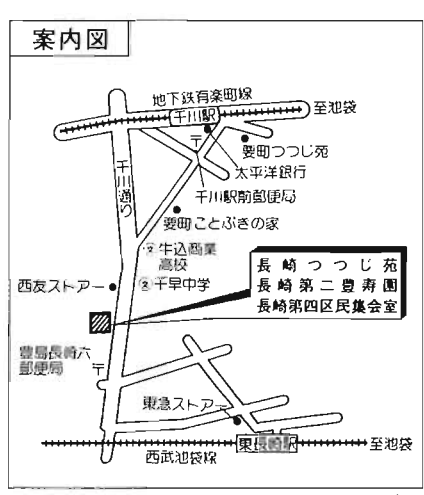 案内図
地下鉄有楽町線
千川駅
至池袋
要町つつじ苑
太平洋銀行
千川駅前郵便局
千川通り
要町ことぶきの家
牛込商業
高校
千早中学
西友ストアー
長崎つつじ苑
長崎第二豊寿園
長崎第四区民集会室
豊島長崎六
郵便局
東急ストアー
東長崎駅
至池袋
西武池袋線